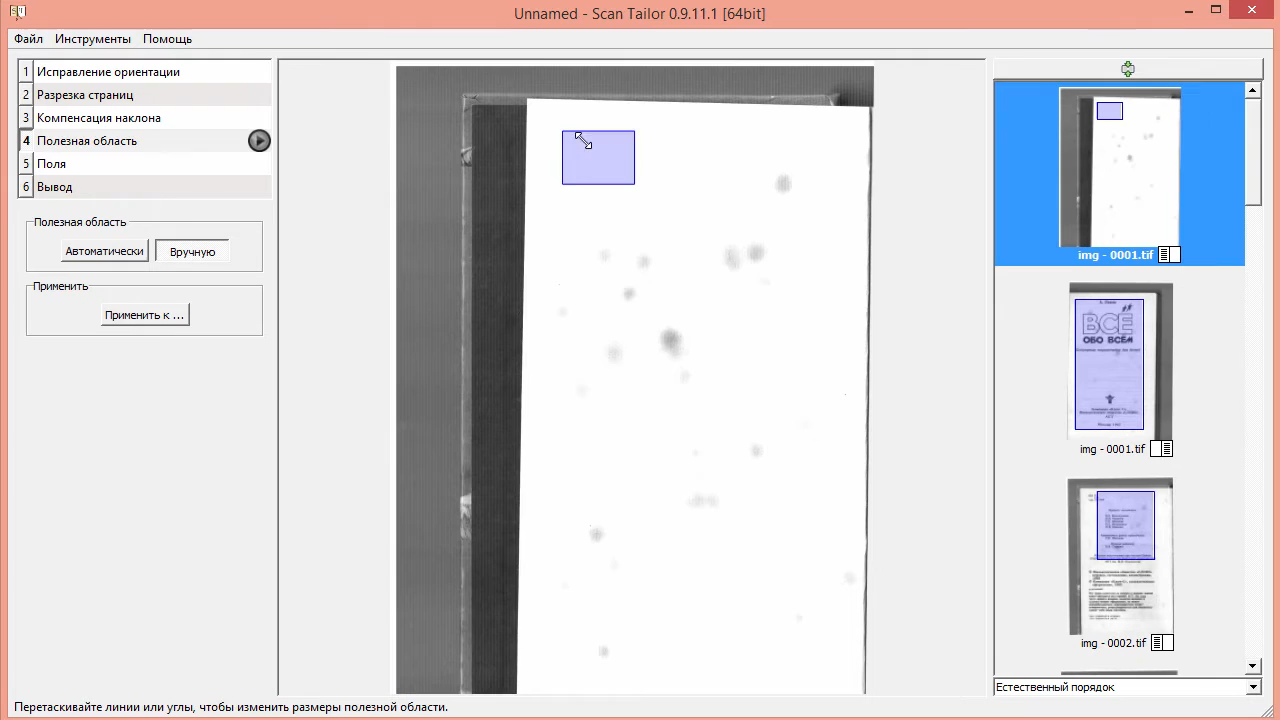 Unnamed - Scan Tailor 0.9.11.1 [64bit]
Файл Инструменты Помощь
1 Исправление ориентации
2 Разрезка страниц
3 Компенсация наклона
4 Полезная область
5 Поля
6 Вывод
Полезная область
Автоматически Вручную
Применить
Применить к ...
img - 0001.tif
ВСЁ
ОБО ВСЁМ
img - 0001.tif
img - 0002.tif
Естественный порядок
Перетаскивайте линии или углы, чтобы изменить размеры полезной области.